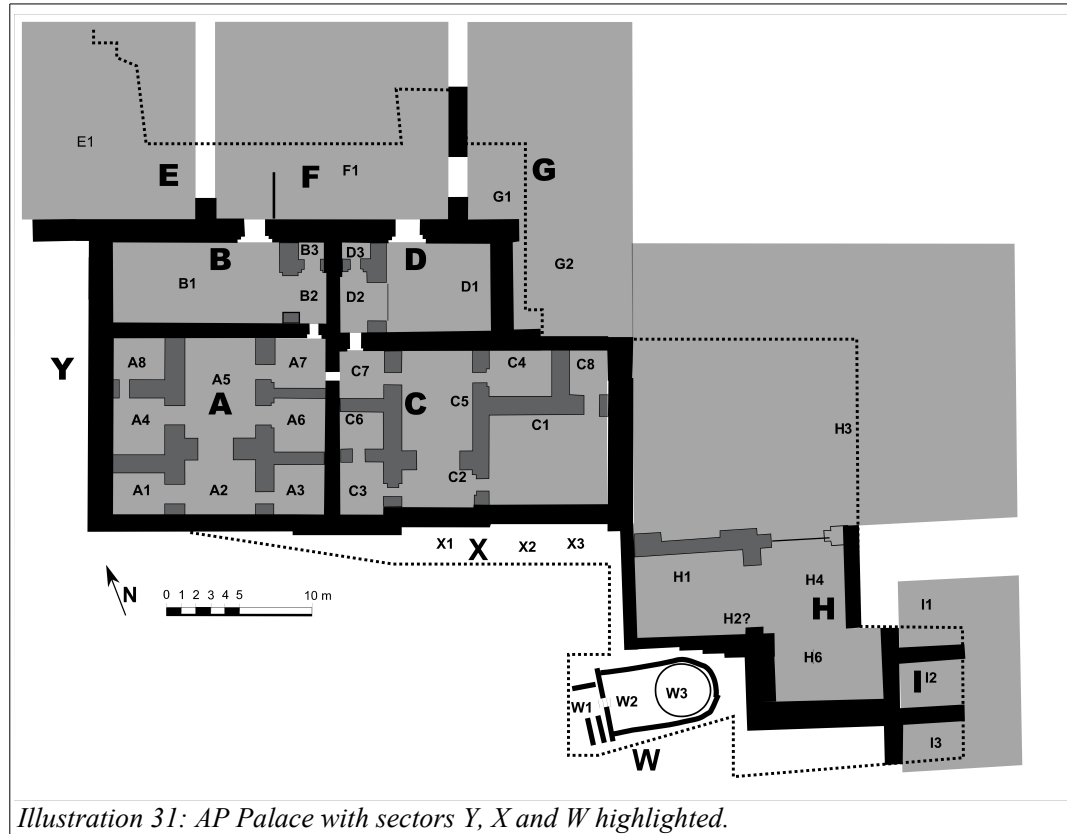 E1
E
F
F1
G
G1
G2
B
B1
B2
B3
D3
D
D2
D1
Y
A8
A7
A5
A
A4
A6
A1
A2
A3
C7
C4
C8
C5
C
C6
C1
C2
C3
H3
X1
X
X2
X3
H1
H4
H
H2?
H6
I1
I
I2
I3
W1
W2
W3
W
N
0 1 2 3 4 5 10 m
Illustration 31: AP Palace with sectors Y, X and W highlighted.